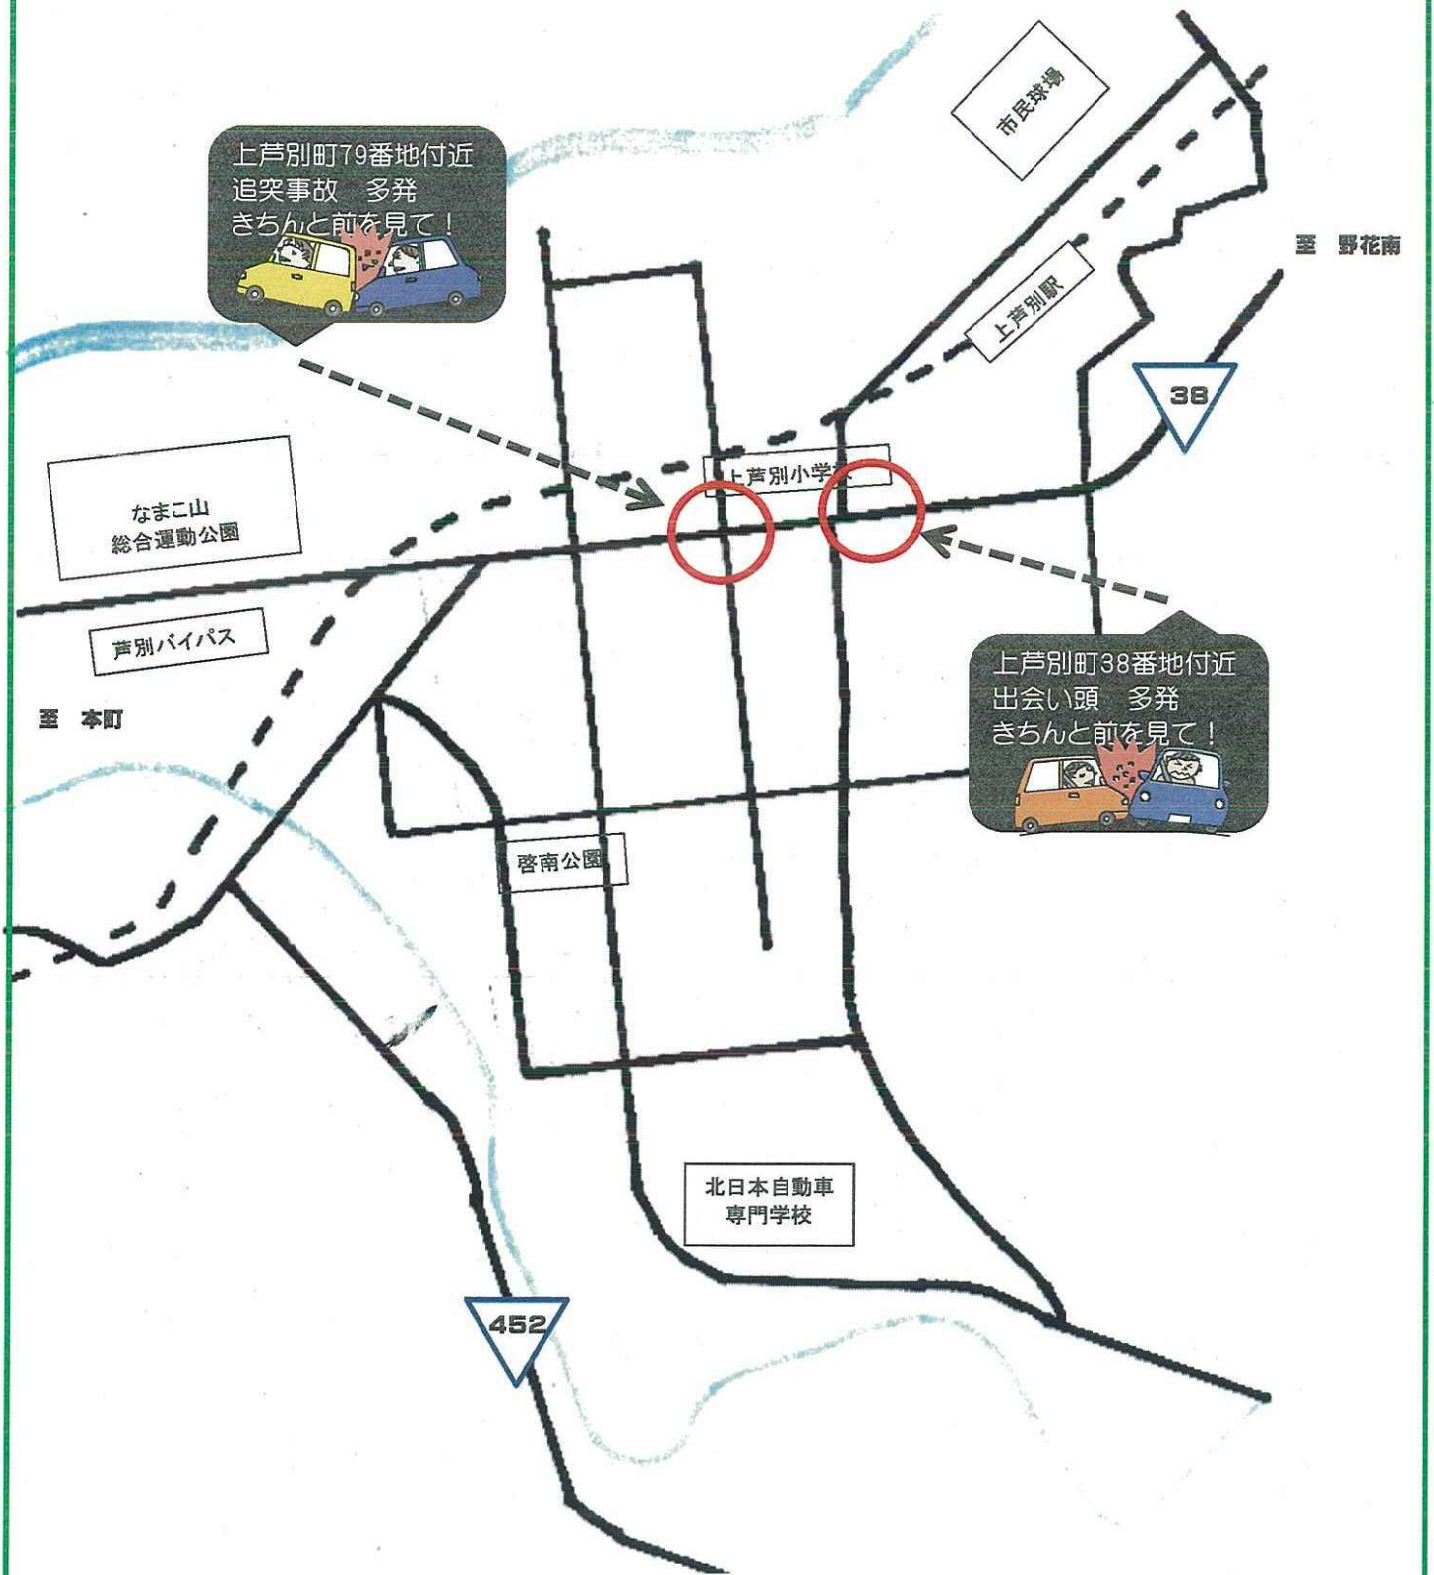 市民球場
上芦別町79番地付近
追突事故　多発
きちんと前を見て！
至　野花南
上芦別駅
38
上芦別小学
なまこ山
総合運動公園
芦別バイパス
至　本町
上芦別町38番地付近
出会い頭　多発
きちんと前を見て！
啓南公園
北日本自動車
専門学校
452